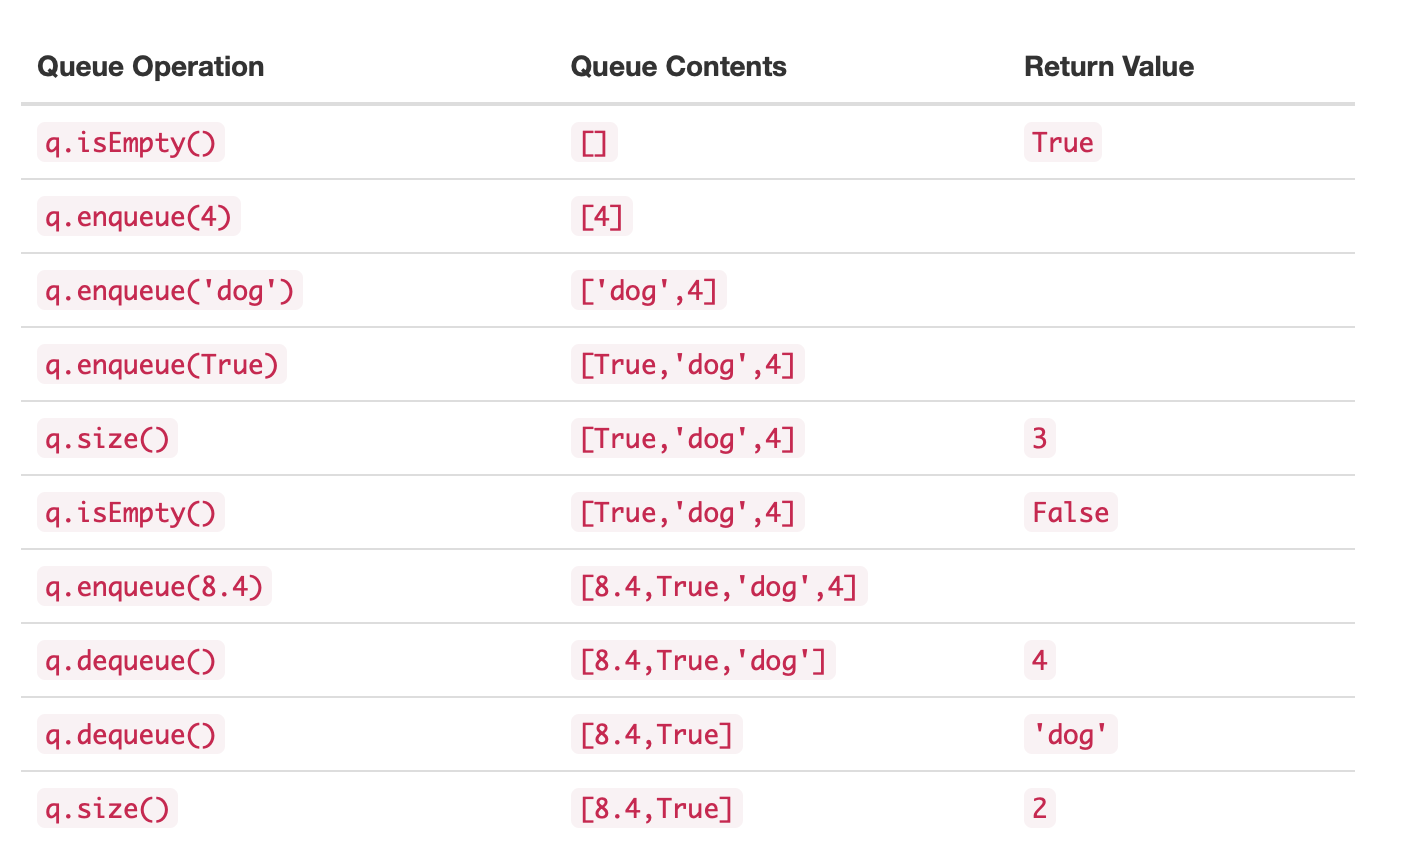 Queue Operation Queue Contents Return Value
q.isEmpty() [] True
q.enqueue(4) [4]
q.enqueue('dog') ['dog',4]
q.enqueue(True) [True,'dog',4]
q.size() [True,'dog',4] 3
q.isEmpty() [True,'dog',4] False
q.enqueue(8.4) [8.4,True,'dog',4]
q.dequeue() [8.4,True,'dog'] 4
q.dequeue() [8.4,True] 'dog'
q.size() [8.4,True] 2